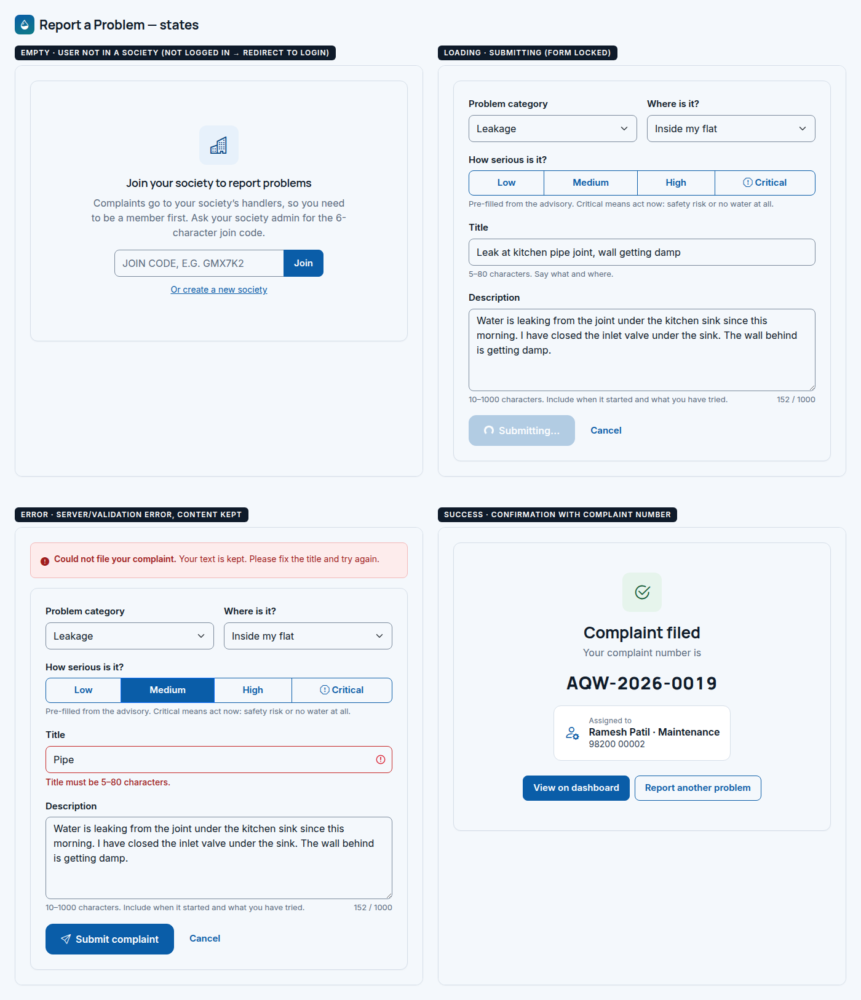 Report a Problem — states
EMPTY · USER NOT IN A SOCIETY (NOT LOGGED IN → REDIRECT TO LOGIN)
Join your society to report problems
Complaints go to your society’s handlers, so you need
to be a member first. Ask your society admin for the 6-
character join code.
JOIN CODE, E.G. GMX7K2
Join
Or create a new society
LOADING · SUBMITTING (FORM LOCKED)
Problem category
Where is it?
Leakage
Inside my flat
How serious is it?
Low
Medium
High
Critical
Pre-filled from the advisory. Critical means act now: safety risk or no water at all.
Title
Leak at kitchen pipe joint, wall getting damp
5–80 characters. Say what and where.
Description
Water is leaking from the joint under the kitchen sink since this
morning. I have closed the inlet valve under the sink. The wall behind
is getting damp.
10–1000 characters. Include when it started and what you have tried.
152 / 1000
Submitting…
Cancel
ERROR · SERVER/VALIDATION ERROR, CONTENT KEPT
Could not file your complaint. Your text is kept. Please fix the title and try again.
Problem category
Where is it?
Leakage
Inside my flat
How serious is it?
Low
Medium
High
Critical
Pre-filled from the advisory. Critical means act now: safety risk or no water at all.
Title
Pipe
Title must be 5–80 characters.
Description
Water is leaking from the joint under the kitchen sink since this
morning. I have closed the inlet valve under the sink. The wall behind
is getting damp.
10–1000 characters. Include when it started and what you have tried.
152 / 1000
Submit complaint
Cancel
SUCCESS · CONFIRMATION WITH COMPLAINT NUMBER
Complaint filed
Your complaint number is
AQW-2026-0019
Assigned to
Ramesh Patil · Maintenance
98200 00002
View on dashboard
Report another problem